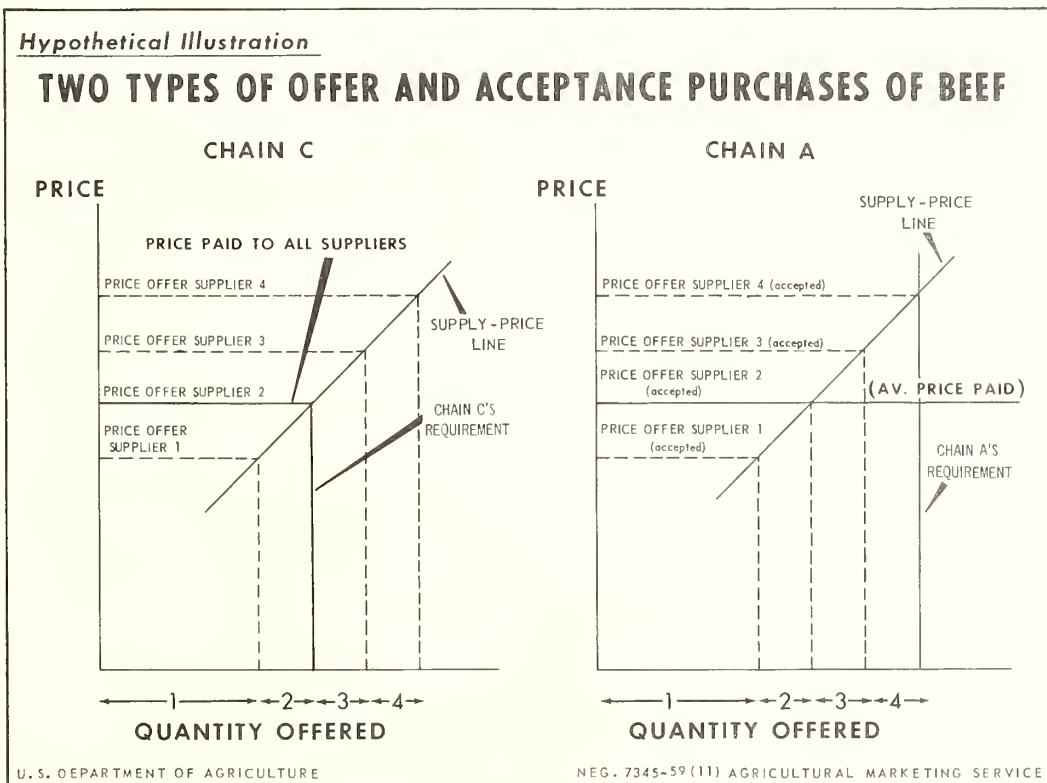 Hypothetical Illustration
TWO TYPES OF OFFER AND ACCEPTANCE PURCHASES OF BEEF
CHAIN C
PRICE
PRICE PAID TO ALL SUPPLIERS
PRICE OFFER SUPPLIER 4
PRICE OFFER SUPPLIER 3
PRICE OFFER SUPPLIER 2
PRICE OFFER
SUPPLIER 1
SUPPLY-PRICE
LINE
CHAIN C'S
REQUIREMENT
1 2 3 4
QUANTITY OFFERED
CHAIN A
PRICE
SUPPLY-PRICE
LINE
PRICE OFFER SUPPLIER 4 (accepted)
PRICE OFFER SUPPLIER 3 (accepted)
PRICE OFFER SUPPLIER 2
(accepted)
(AV. PRICE PAID)
PRICE OFFER SUPPLIER 1
(accepted)
CHAIN A'S
REQUIREMENT
1 2 3 4
QUANTITY OFFERED
U.S. DEPARTMENT OF AGRICULTURE
NEG. 7345-59(11) AGRICULTURAL MARKETING SERVICE